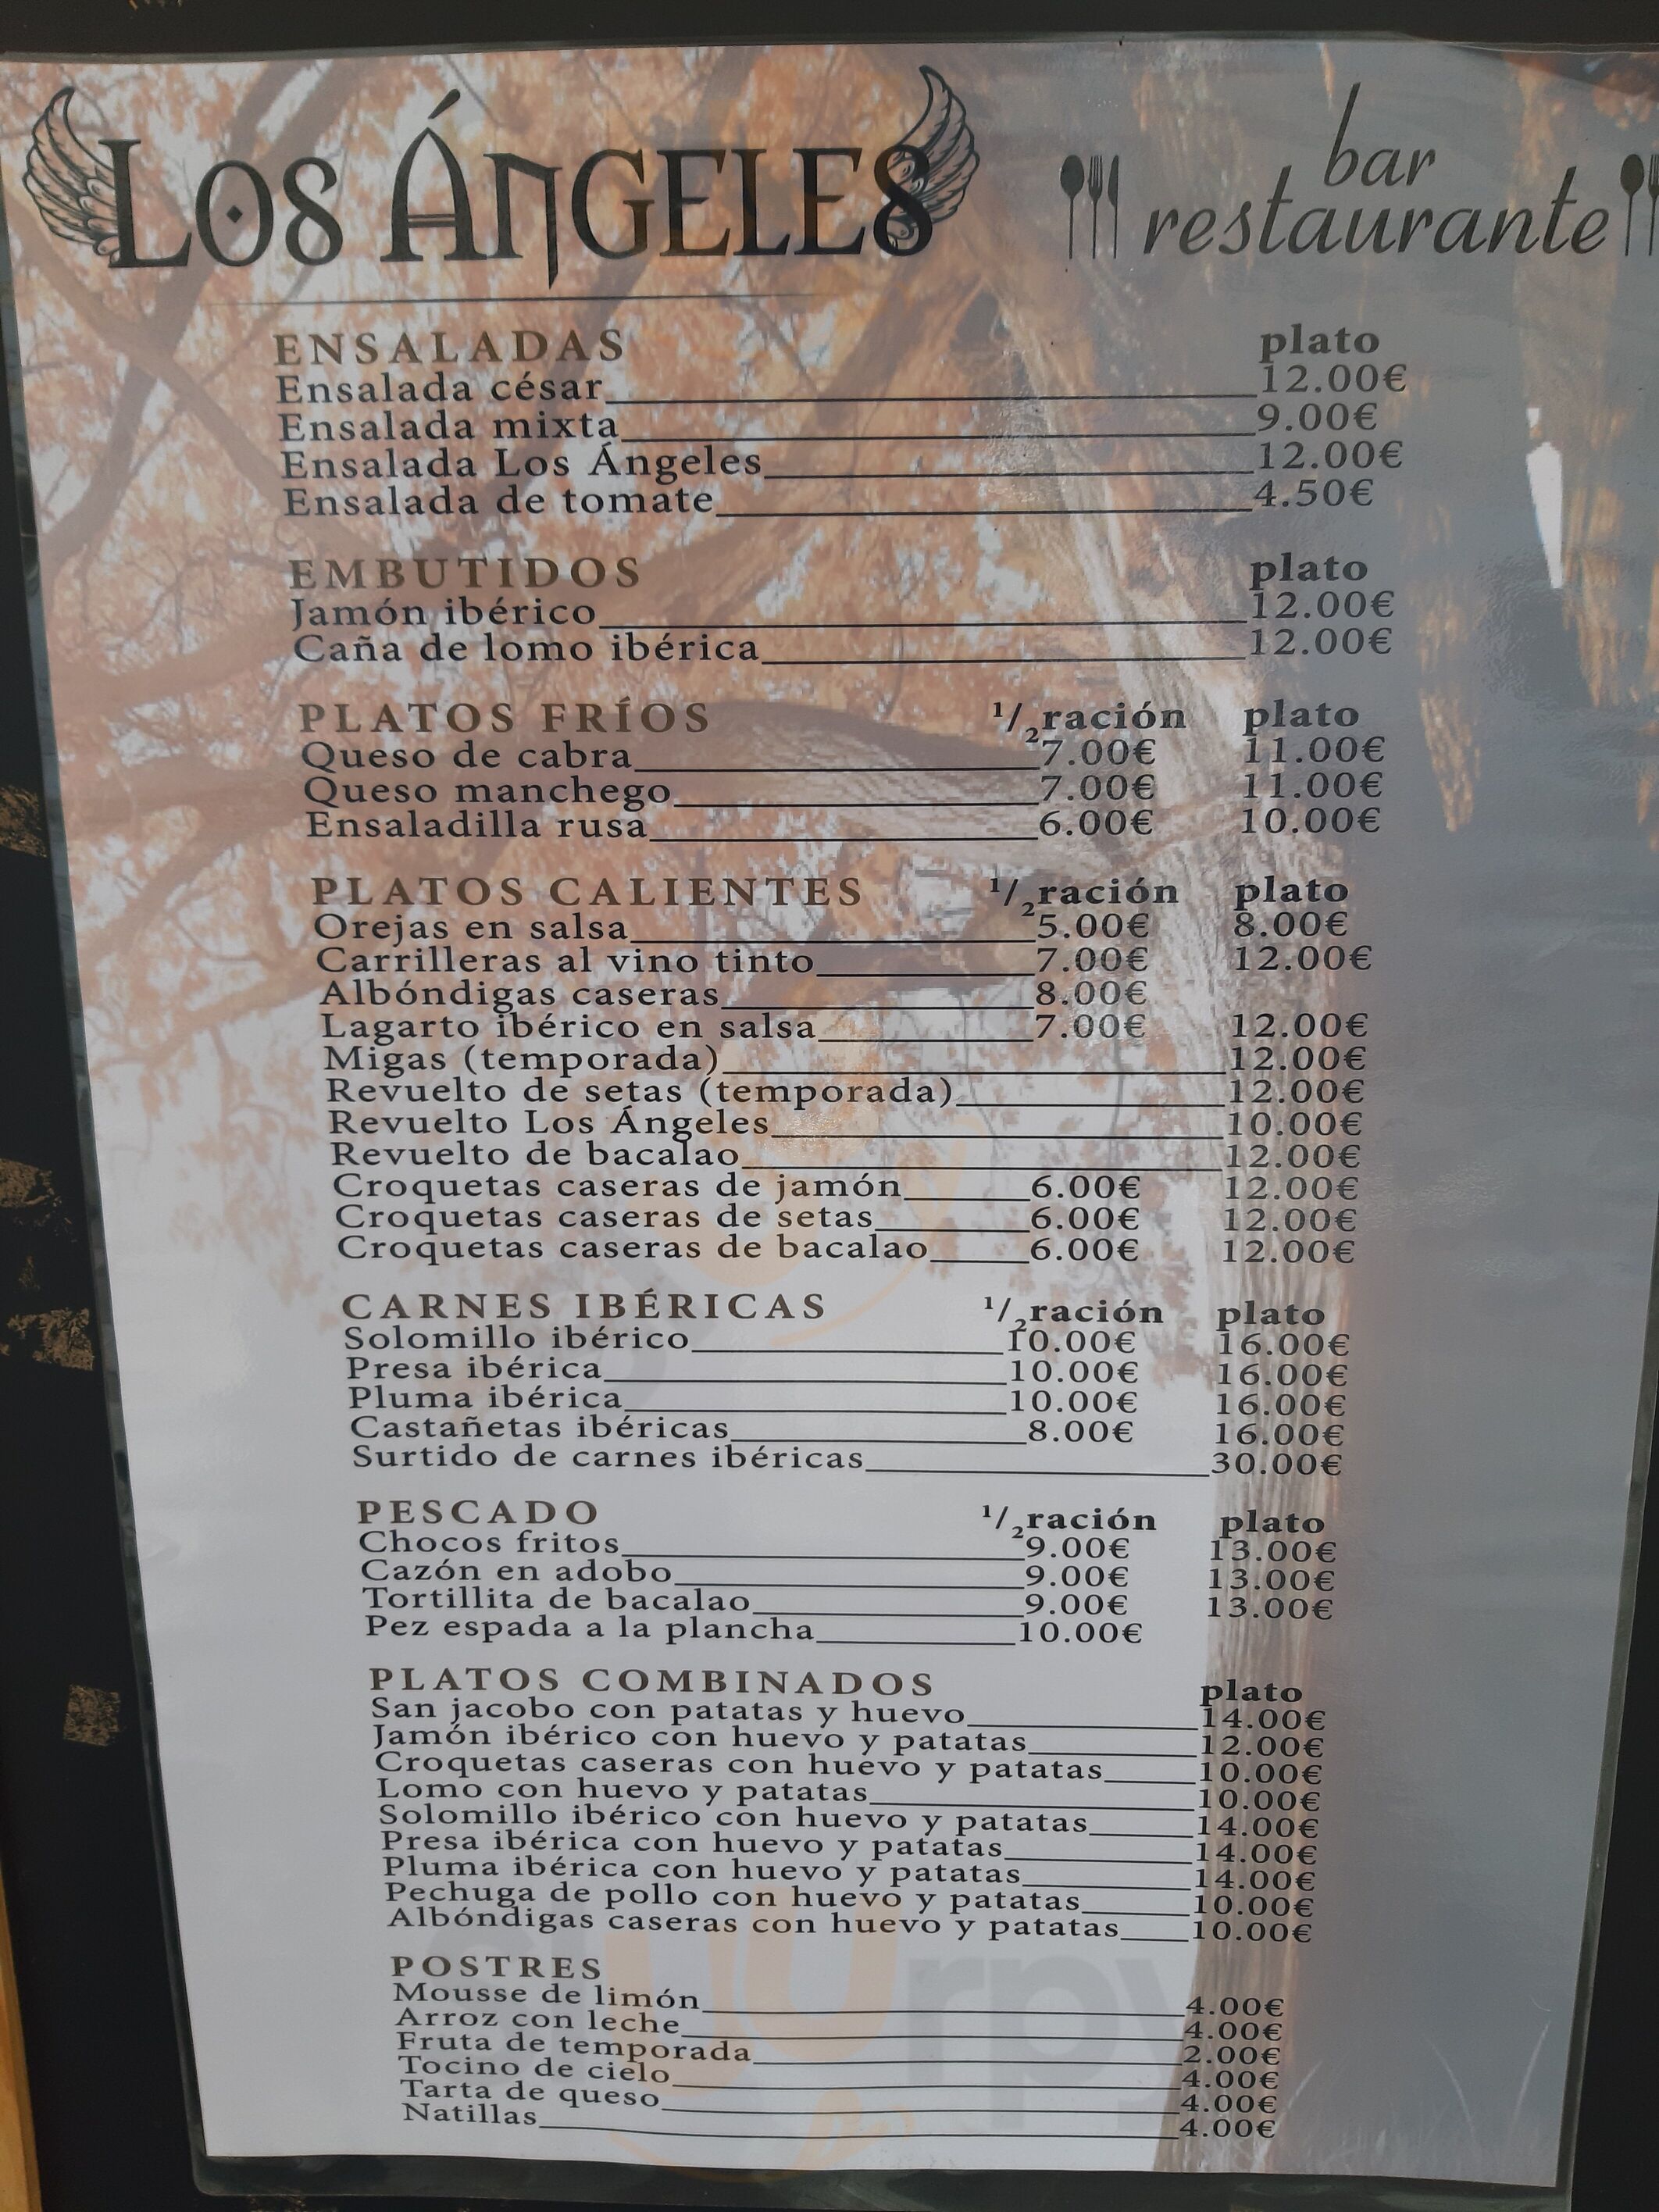 LOS ÁNGELES
bar
restaurante
ENSALADAS plato
Ensalada césar 12.00€
Ensalada mixta 9.00€
Ensalada Los Ángeles 12.00€
Ensalada de tomate 4.50€
EMBUTIDOS plato
Jamón ibérico 12.00€
Caña de lomo ibérica 12.00€
PLATOS FRÍOS 1/2ración plato
Queso de cabra 7.00€ 11.00€
Queso manchego 7.00€ 11.00€
Ensaladilla rusa 6.00€ 10.00€
PLATOS CALIENTES 1/2ración plato
Orejas en salsa 5.00€ 8.00€
Carrilleras al vino tinto 7.00€ 12.00€
Albóndigas caseras 8.00€
Lagarto ibérico en salsa 7.00€ 12.00€
Migas (temporada) 12.00€
Revuelto de setas (temporada) 12.00€
Revuelto Los Ángeles 10.00€
Revuelto de bacalao 12.00€
Croquetas caseras de jamón 6.00€ 12.00€
Croquetas caseras de setas 6.00€ 12.00€
Croquetas caseras de bacalao 6.00€ 12.00€
CARNES IBÉRICAS 1/2ración plato
Solomillo ibérico 10.00€ 16.00€
Presa ibérica 10.00€ 16.00€
Pluma ibérica 10.00€ 16.00€
Castañetas ibéricas 8.00€ 16.00€
Surtido de carnes ibéricas 30.00€
PESCADO 1/2ración plato
Chocos fritos 9.00€ 13.00€
Cazón en adobo 9.00€ 13.00€
Tortillita de bacalao 9.00€ 13.00€
Pez espada a la plancha 10.00€
PLATOS COMBINADOS plato
San jacobo con patatas y huevo 14.00€
Jamón ibérico con huevo y patatas 12.00€
Croquetas caseras con huevo y patatas 10.00€
Lomo con huevo y patatas 10.00€
Solomillo ibérico con huevo y patatas 14.00€
Presa ibérica con huevo y patatas 14.00€
Pluma ibérica con huevo y patatas 14.00€
Pechuga de pollo con huevo y patatas 10.00€
Albóndigas caseras con huevo y patatas 10.00€
POSTRES
Mousse de limón 4.00€
Arroz con leche 4.00€
Fruta de temporada 2.00€
Tocino de cielo 4.00€
Tarta de queso 4.00€
Natillas 4.00€